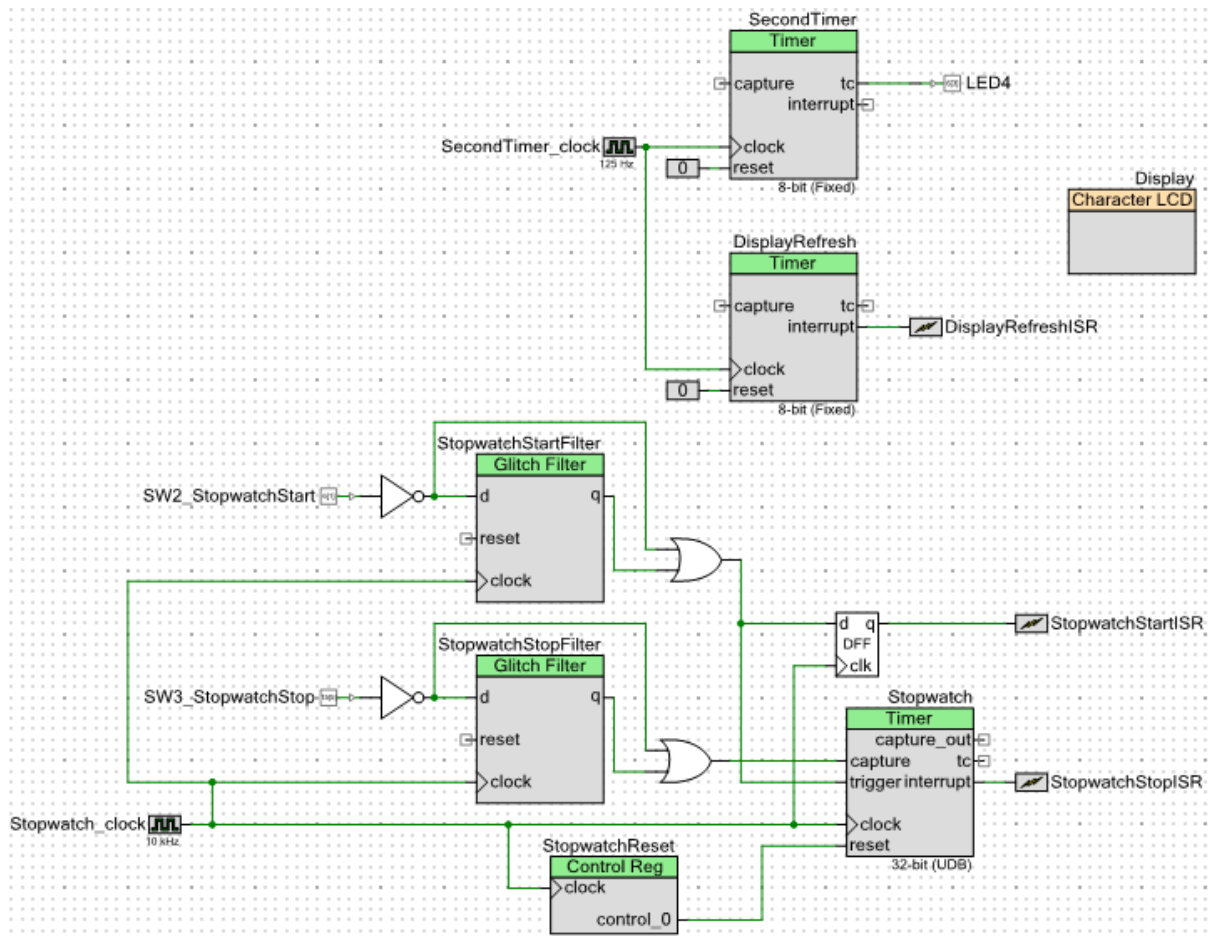 SecondTimer
Timer
capture
tc
LED4
interrupt
SecondTimer_clock
125 Hz
clock
0
reset
8-bit (Fixed)
Display
Character LCD
DisplayRefresh
Timer
capture
tc
interrupt
DisplayRefreshISR
clock
0
reset
8-bit (Fixed)
StopwatchStartFilter
Glitch Filter
SW2_StopwatchStart
d
q
reset
clock
StopwatchStopFilter
Glitch Filter
SW3_StopwatchStop
d
q
reset
clock
d q
DFF
clk
StopwatchStartISR
Stopwatch
Timer
capture_out
capture
tc
trigger
interrupt
StopwatchStopISR
clock
reset
32-bit (UDB)
Stopwatch_clock
10 kHz
StopwatchReset
Control Reg
clock
control_0